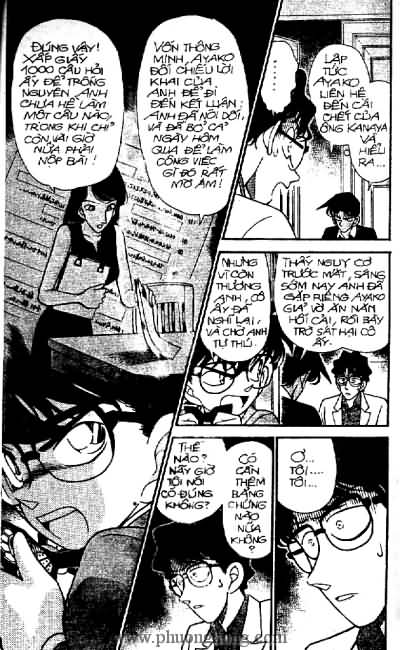 ĐÚNG VẬY!
XẤP GIẤY
1000 CÂU HỎI
ẤY ĐỂ TRỐNG
NGUYÊN, ANH
CHƯA HỀ LÀM
MỘT CÂU NÀO,
TRONG KHI CHỈ
CÒN VÀI GIỜ
NỮA PHẢI
NỘP BÀI!
VỐN THÔNG
MINH, AYAKO
ĐỐI CHIẾU LỜI
KHAI CỦA
ANH ĐỂ ĐI
ĐẾN KẾT LUẬN:
ANH ĐÃ NÓI DỐI,
VÀ ĐÃ BỎ CẢ
NGÀY HÔM
QUA ĐỂ LÀM
CÔNG VIỆC
GÌ ĐÓ RẤT
MỜ ÁM!
......
LẬP
TỨC
AYAKO
LIÊN HỆ
ĐẾN CÁI
CHẾT CỦA
ÔNG KANAYA
VÀ HIỂU
RA...
NHƯNG
VÌ CÒN
THƯƠNG
ANH, CÔ
ẤY ĐÃ
NGHĨ LẠI,
VÀ CHỜ ANH
TỰ THÚ.
THẤY NGUY CƠ
TRƯỚC MẮT, SÁNG
SỚM NAY ANH ĐÃ
GẶP RIÊNG AYAKO
GIẢ VỜ ĂN NĂN
HỐI CẢI, RỒI BẤY
TRỜ SÁT HẠI CÔ
ẤY.
THẾ
NÀO?
NÃY GIỜ
TÔI NÓI
CÓ ĐÚNG
KHÔNG?
CÓ
CẦN
THÊM
BẰNG
CHỨNG
NÀO
NỮA
KHÔNG?
Ơ...
TÔI....
TÔI...